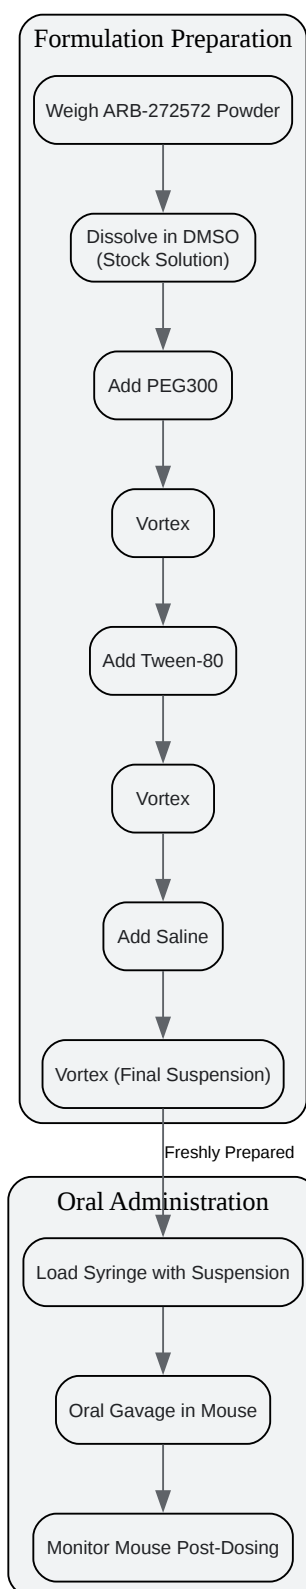 Formulation Preparation
Weigh ARB-272572 Powder
Dissolve in DMSO
(Stock Solution)
Add PEG300
Vortex
Add Tween-80
Vortex
Add Saline
Vortex (Final Suspension)
Freshly Prepared
Oral Administration
Load Syringe with Suspension
Oral Gavage in Mouse
Monitor Mouse Post-Dosing